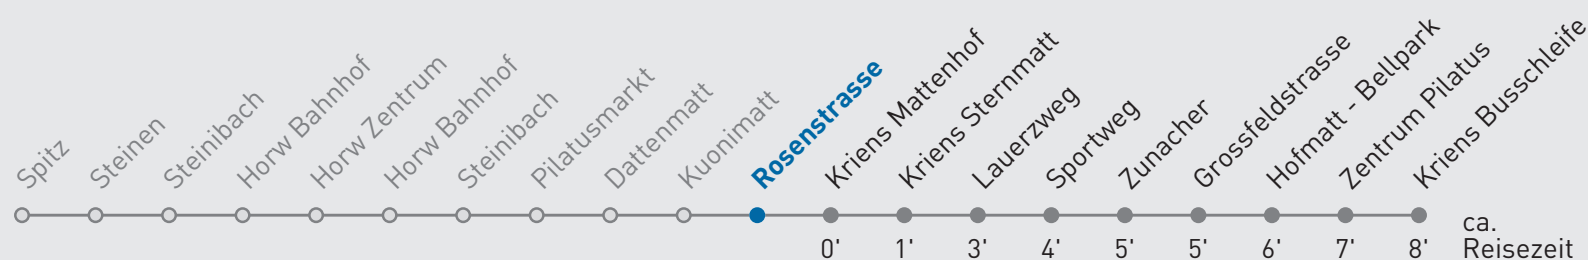 Spitz
Steinen
Steinibach
Horw Bahnhof
Horw Zentrum
Horw Bahnhof
Steinibach
Pilatusmarkt
Dattenmatt
Kuonimatt
Rosenstrasse
Kriens Mattenhof
Kriens Sternmatt
Lauerzweg
Sportweg
Zunacher
Grossfeldstrasse
Hofmatt - Bellpark
Zentrum Pilatus
Kriens Busschleife
0' 1' 3' 4' 5' 5' 6' 7' 8'
ca.
Reisezeit